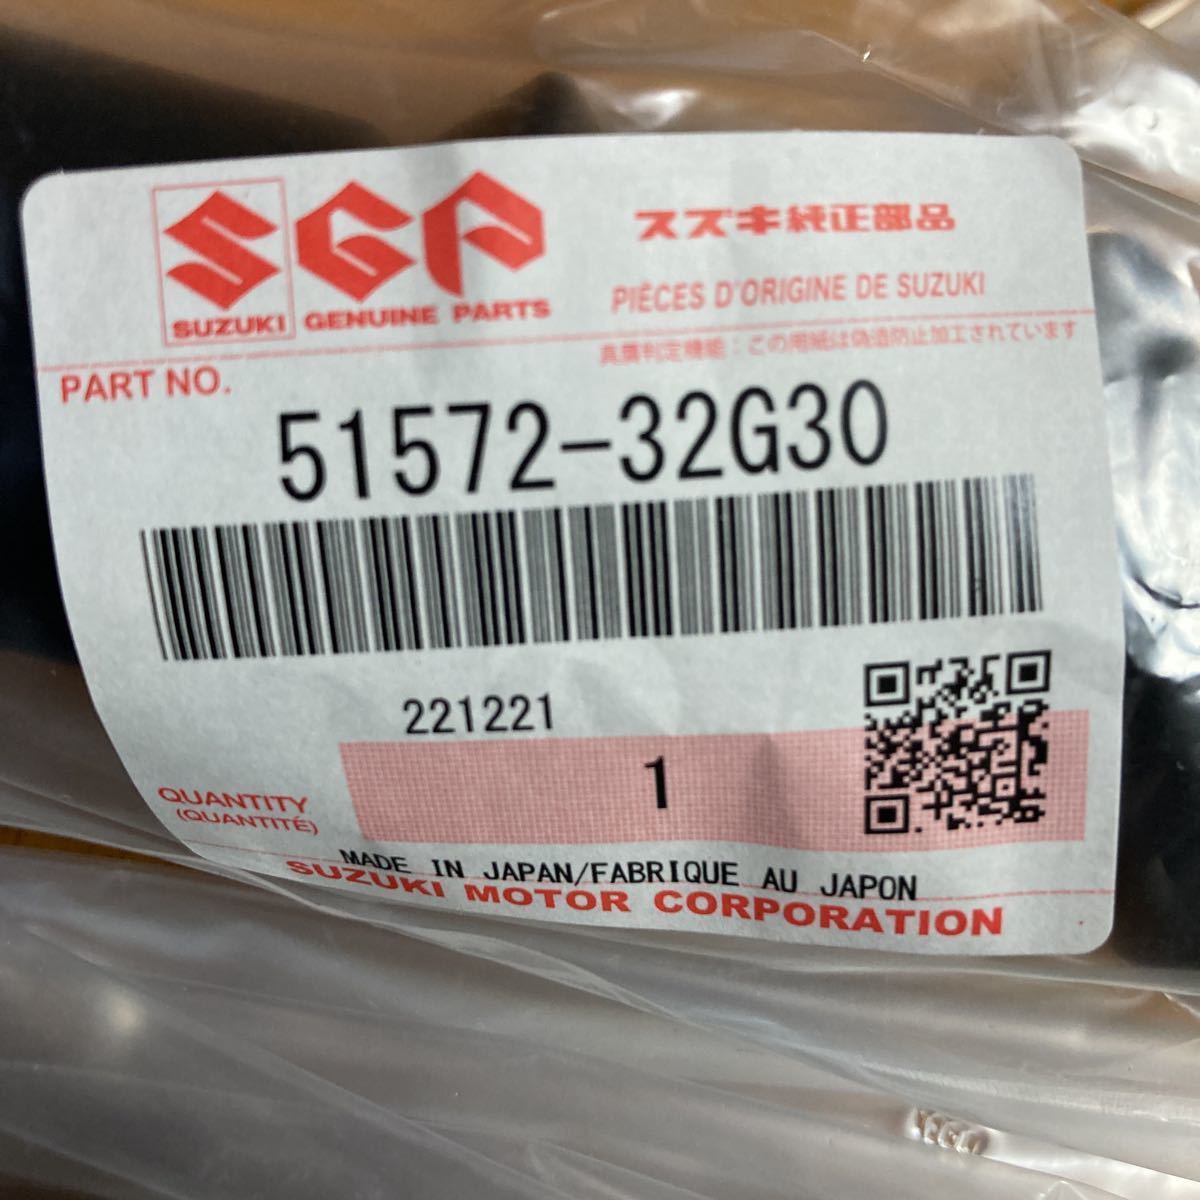 SGP
SUZUKI GENUINE PARTS
スズキ純正部品
PIÈCES D'ORIGINE DE SUZUKI
真贋判定機能：この用紙は偽造防止加工されています
PART NO.
51572-32G30
221221
1
QUANTITY
(QUANTITÉ)
MADE IN JAPAN/FABRIQUE AU JAPON
SUZUKI MOTOR CORPORATION